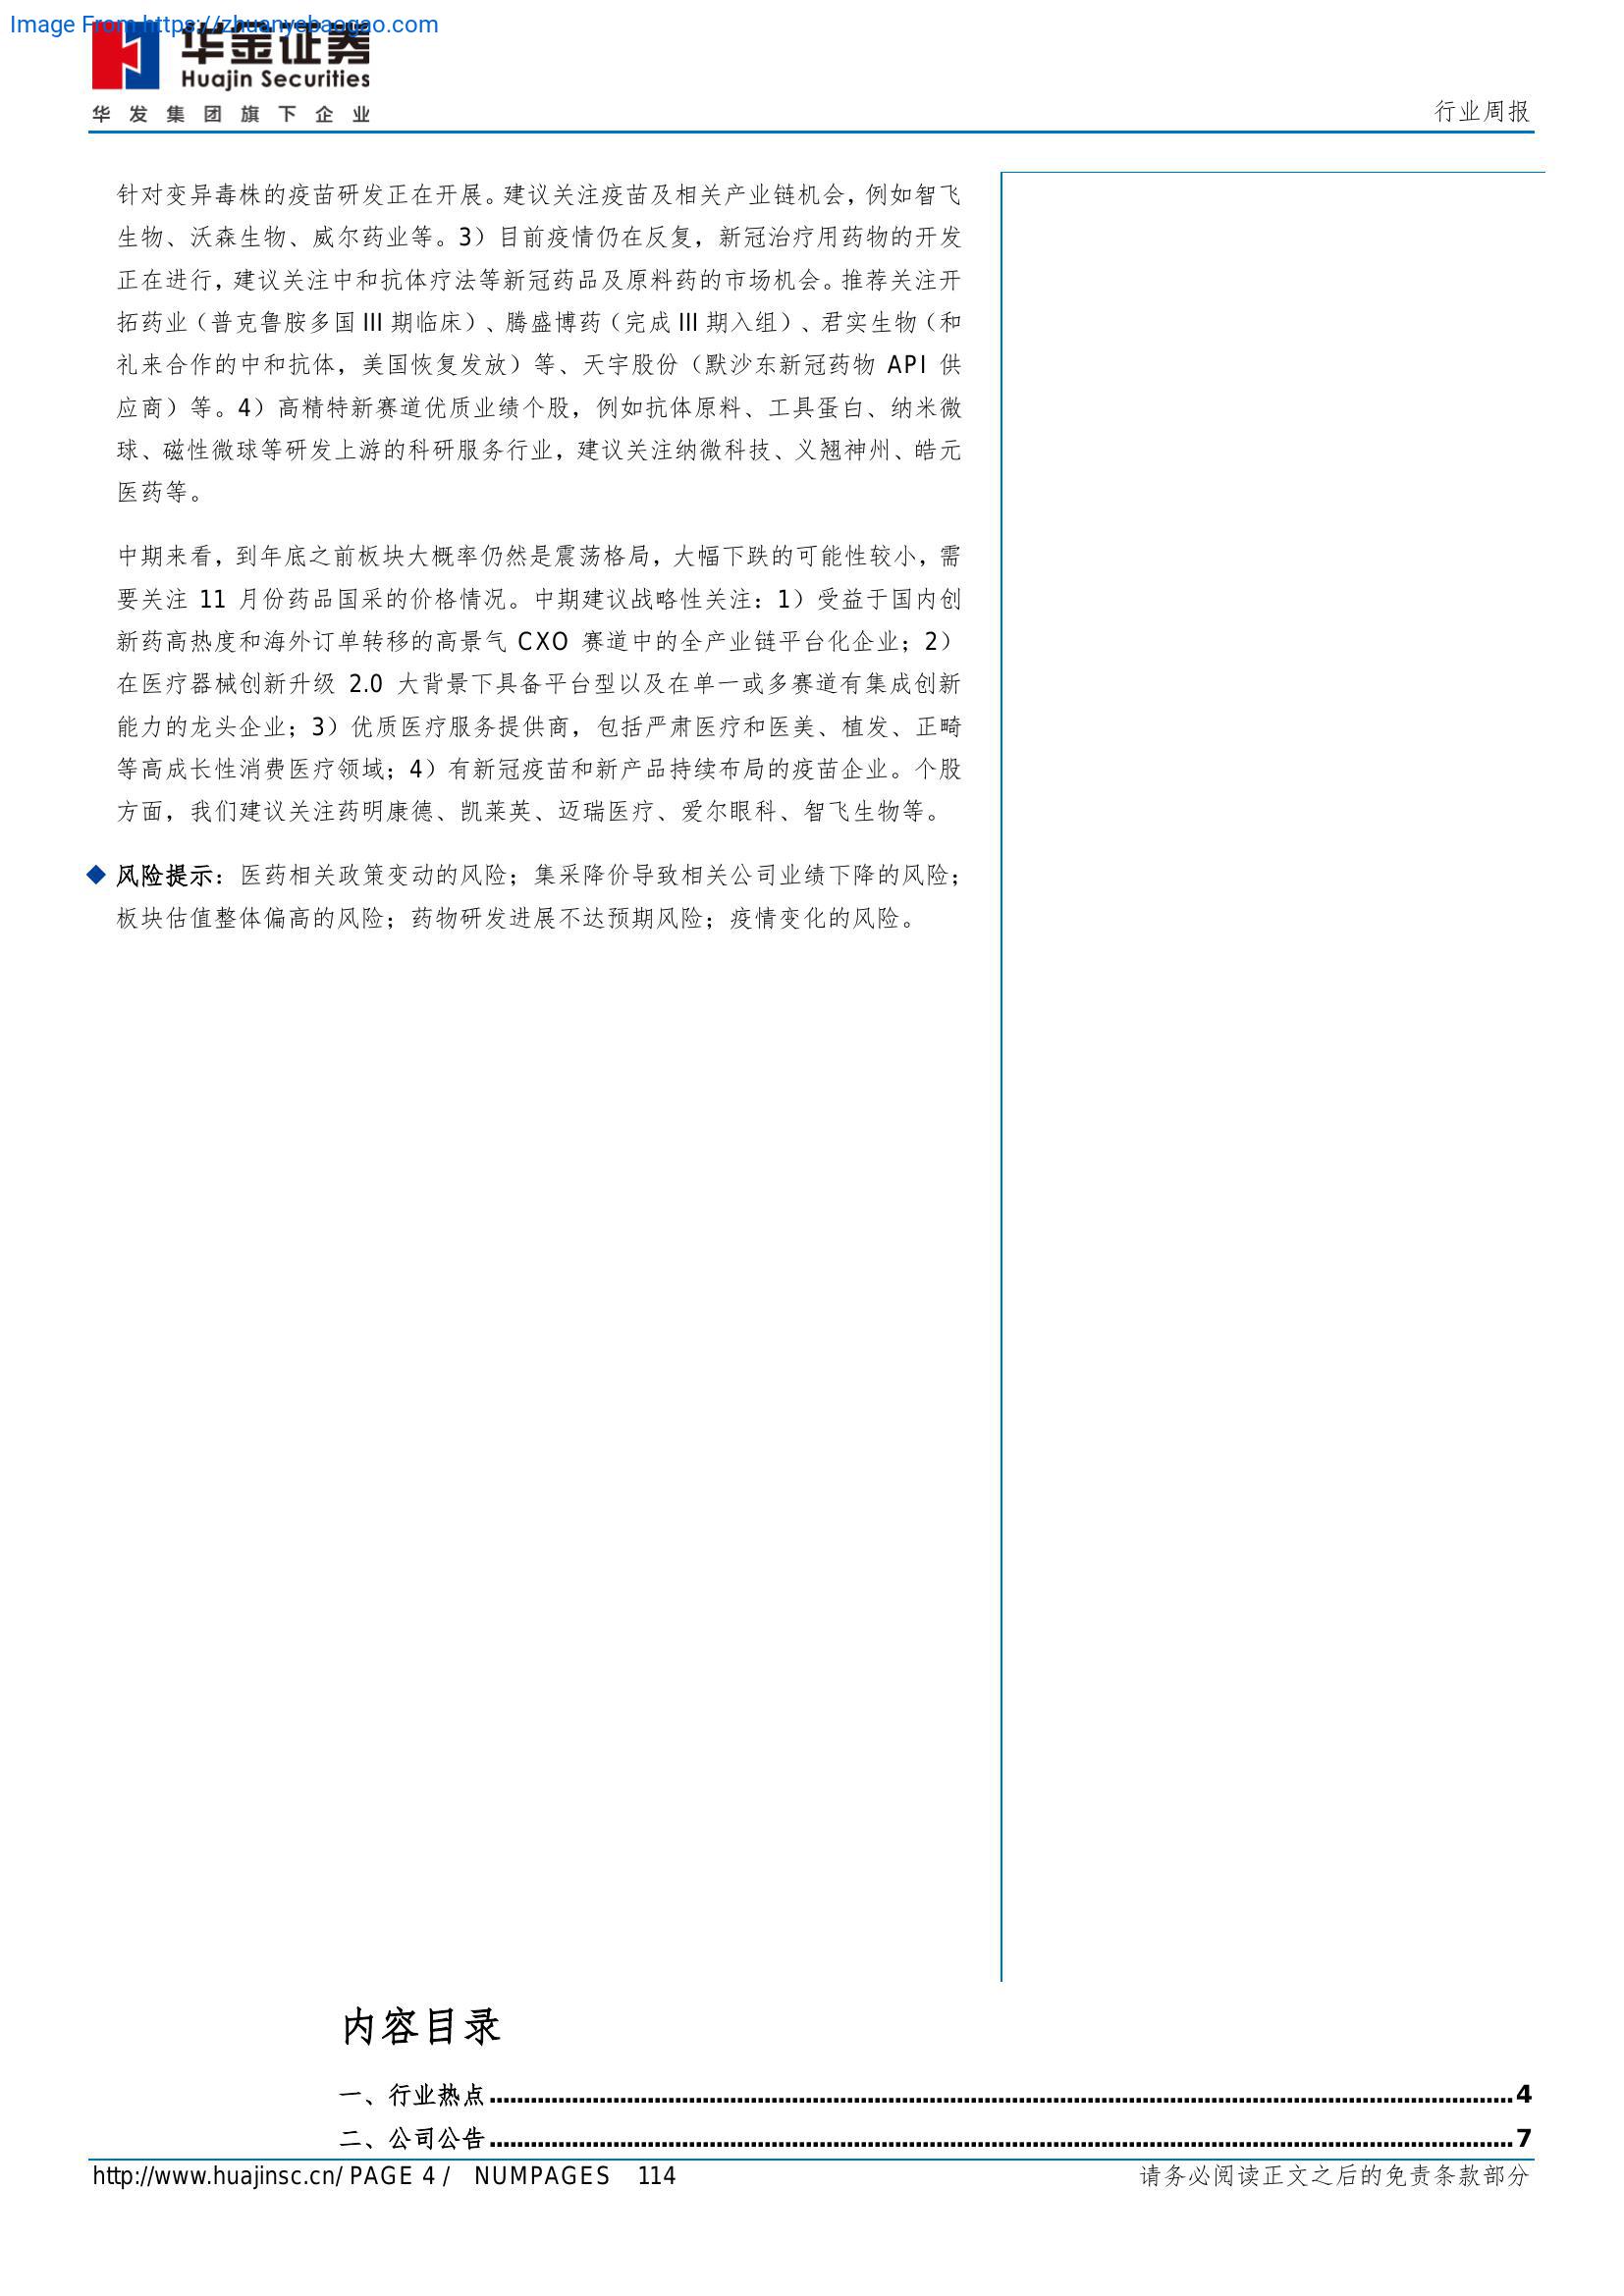 Image From https://zhuanyebaogao.com
华金证券
Huajin Securities
华发集团旗下企业
行业周报
针对变异毒株的疫苗研发正在开展。建议关注疫苗及相关产业链机会，例如智飞
生物、沃森生物、威尔药业等。3）目前疫情仍在反复，新冠治疗用药物的开发
正在进行，建议关注中和抗体疗法等新冠药品及原料药的市场机会。推荐关注开
拓药业（普克鲁胺多国 III 期临床）、腾盛博药（完成 III 期入组）、君实生物（和
礼来合作的中和抗体，美国恢复发放）等、天宇股份（默沙东新冠药物 API 供
应商）等。4）高精特新赛道优质业绩个股，例如抗体原料、工具蛋白、纳米微
球、磁性微球等研发上游的科研服务行业，建议关注纳微科技、义翘神州、皓元
医药等。
中期来看，到年底之前板块大概率仍然是震荡格局，大幅下跌的可能性较小，需
要关注 11 月份药品国采的价格情况。中期建议战略性关注：1）受益于国内创
新药高热度和海外订单转移的高景气 CXO 赛道中的全产业链平台化企业；2）
在医疗器械创新升级 2.0 大背景下具备平台型以及在单一或多赛道有集成创新
能力的龙头企业；3）优质医疗服务提供商，包括严肃医疗和医美、植发、正畸
等高成长性消费医疗领域；4）有新冠疫苗和新产品持续布局的疫苗企业。个股
方面，我们建议关注药明康德、凯莱英、迈瑞医疗、爱尔眼科、智飞生物等。
◆ 风险提示：医药相关政策变动的风险；集采降价导致相关公司业绩下降的风险；
板块估值整体偏高的风险；药物研发进展不达预期风险；疫情变化的风险。
内容目录
一、行业热点........................................4
二、公司公告........................................7
http://www.huajinsc.cn/ PAGE 4 / NUMPAGES 114
请务必阅读正文之后的免责条款部分